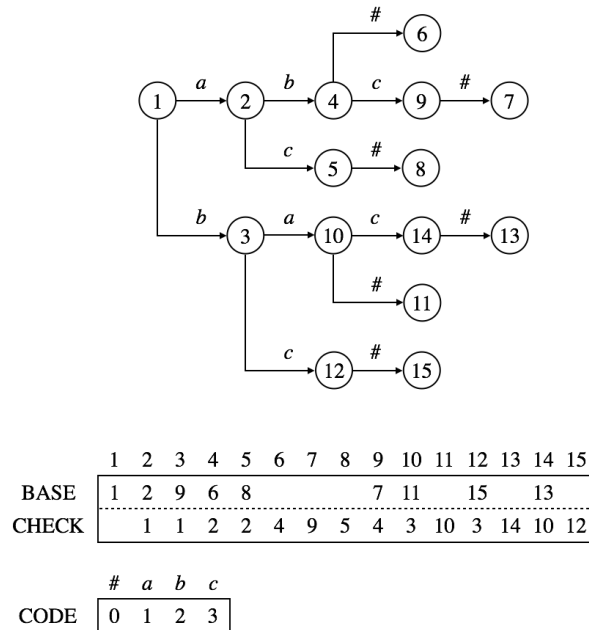 #
6
a
b
c
#
1
2
4
9
7
c
#
5
8
b
a
c
#
3
10
14
13
#
11
c
#
12
15
1 2 3 4 5 6 7 8 9 10 11 12 13 14 15
BASE 1 2 9 6 8 7 11 15 13
CHECK 1 1 2 2 4 9 5 4 3 10 3 14 10 12
# a b c
CODE 0 1 2 3